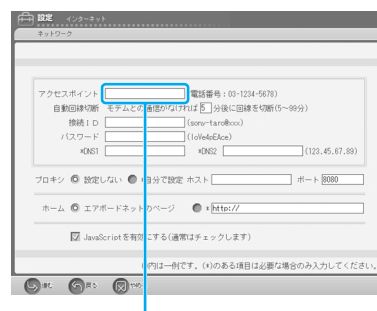 設定 インターネット
ネットワーク
アクセスポイント (電話番号:03-1234-5678)
自動回線切断 モデムとの通信がなければ 5 分後に回線を切断(5~99分)
接続ID (sony-taro@xxx)
パスワード (IoVe4oEAce)
*DNS1 *DNS2 (123.45.67.89)
プロキシ 設定しない *自分で設定 ホスト ポート 8080
ホーム エアボードネットのページ * http://
JavaScriptを有効にする(通常はチェックします)
( )内は一例です。(*)のある項目は必要な場合のみ入力してください。
進む 戻る やめ